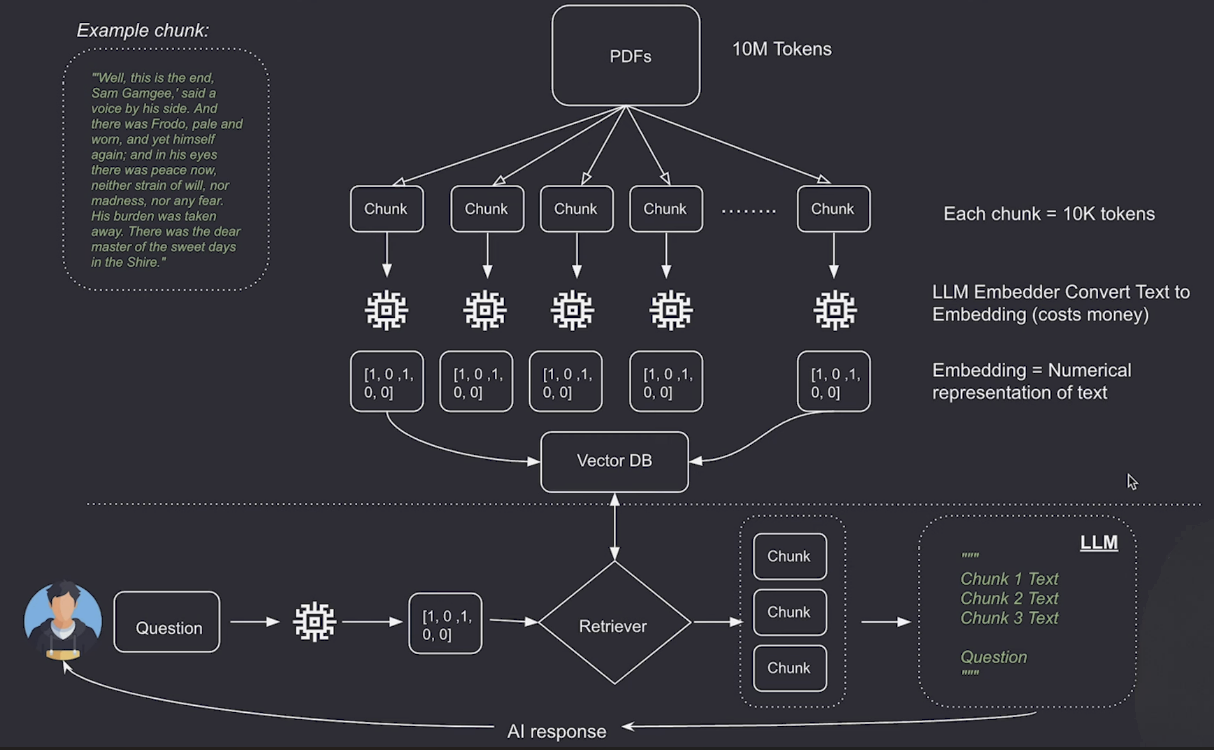 Example chunk:
"'Well, this is the end,
Sam Gamgee,' said a
voice by his side. And
there was Frodo, pale and
worn, and yet himself
again; and in his eyes
there was peace now,
neither strain of will, nor
madness, nor any fear.
His burden was taken
away. There was the dear
master of the sweet days
in the Shire."
PDFs
10M Tokens
Chunk
Chunk
Chunk
Chunk
........
Chunk
Each chunk = 10K tokens
LLM Embedder Convert Text to
Embedding (costs money)
[1, 0 ,1,
0, 0]
[1, 0 ,1,
0, 0]
[1, 0 ,1,
0, 0]
[1, 0 ,1,
0, 0]
[1, 0 ,1,
0, 0]
Embedding = Numerical
representation of text
Vector DB
Question
[1, 0 ,1,
0, 0]
Retriever
Chunk
Chunk
Chunk
LLM
"""
Chunk 1 Text
Chunk 2 Text
Chunk 3 Text
Question
"""
AI response